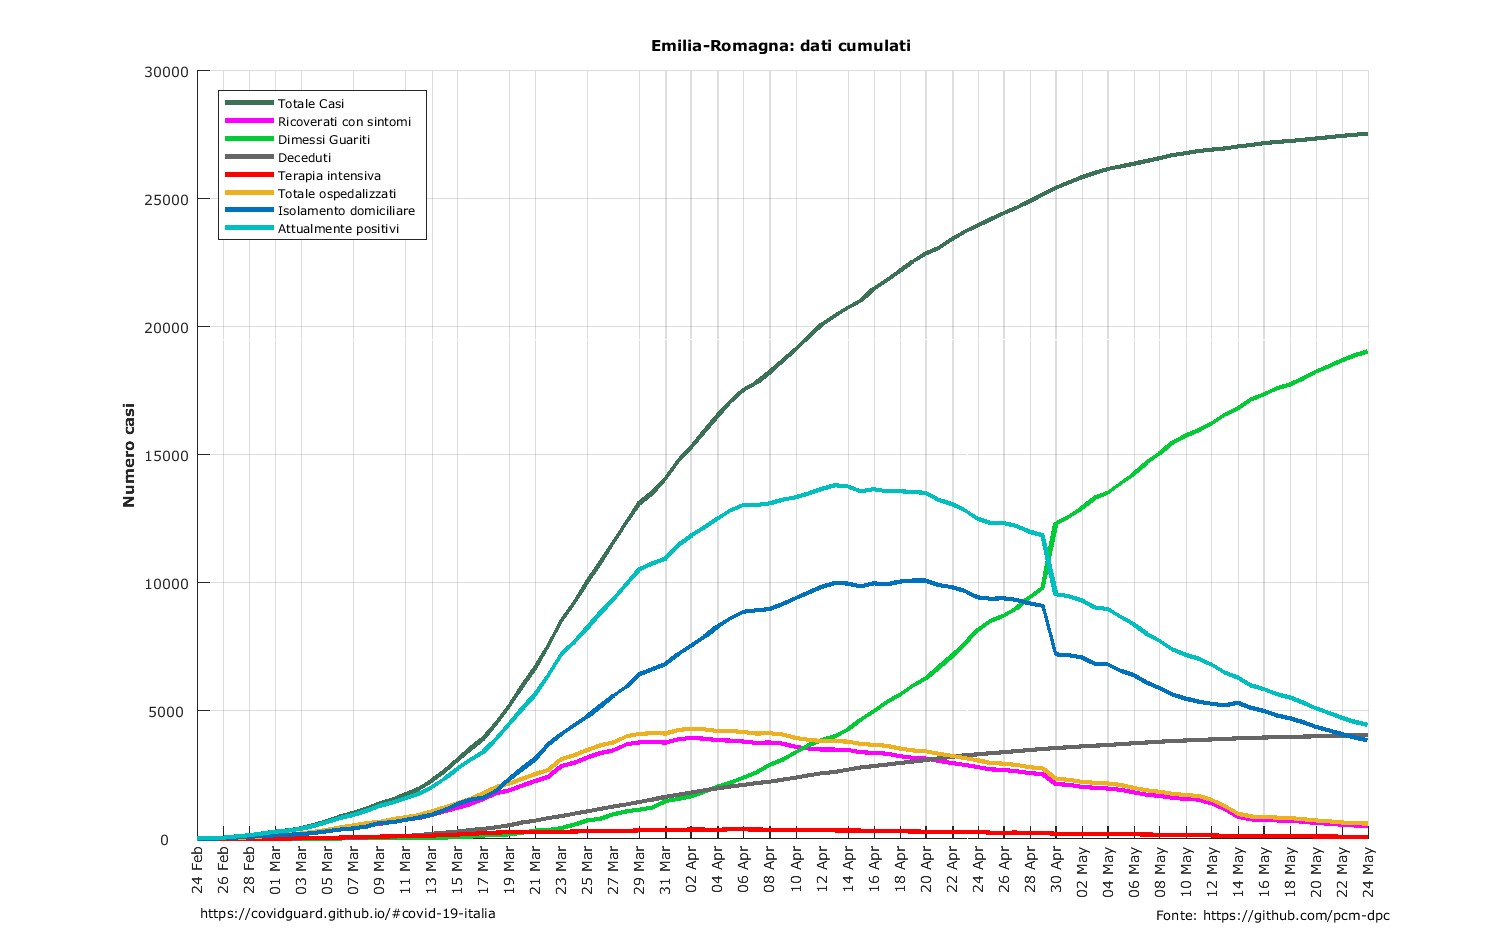 Emilia-Romagna: dati cumulati
30000
25000
20000
15000
10000
5000
0
Numero casi
Totale Casi
Ricoverati con sintomi
Dimessi Guariti
Deceduti
Terapia intensiva
Totale ospedalizzati
Isolamento domiciliare
Attualmente positivi
24 Feb
26 Feb
28 Feb
01 Mar
03 Mar
05 Mar
07 Mar
09 Mar
11 Mar
13 Mar
15 Mar
17 Mar
19 Mar
21 Mar
23 Mar
25 Mar
27 Mar
29 Mar
31 Mar
02 Apr
04 Apr
06 Apr
08 Apr
10 Apr
12 Apr
14 Apr
16 Apr
18 Apr
20 Apr
22 Apr
24 Apr
26 Apr
28 Apr
30 Apr
02 May
04 May
06 May
08 May
10 May
12 May
14 May
16 May
18 May
20 May
22 May
24 May
https://covidguard.github.io/#covid-19-italia
Fonte: https://github.com/pcm-dpc